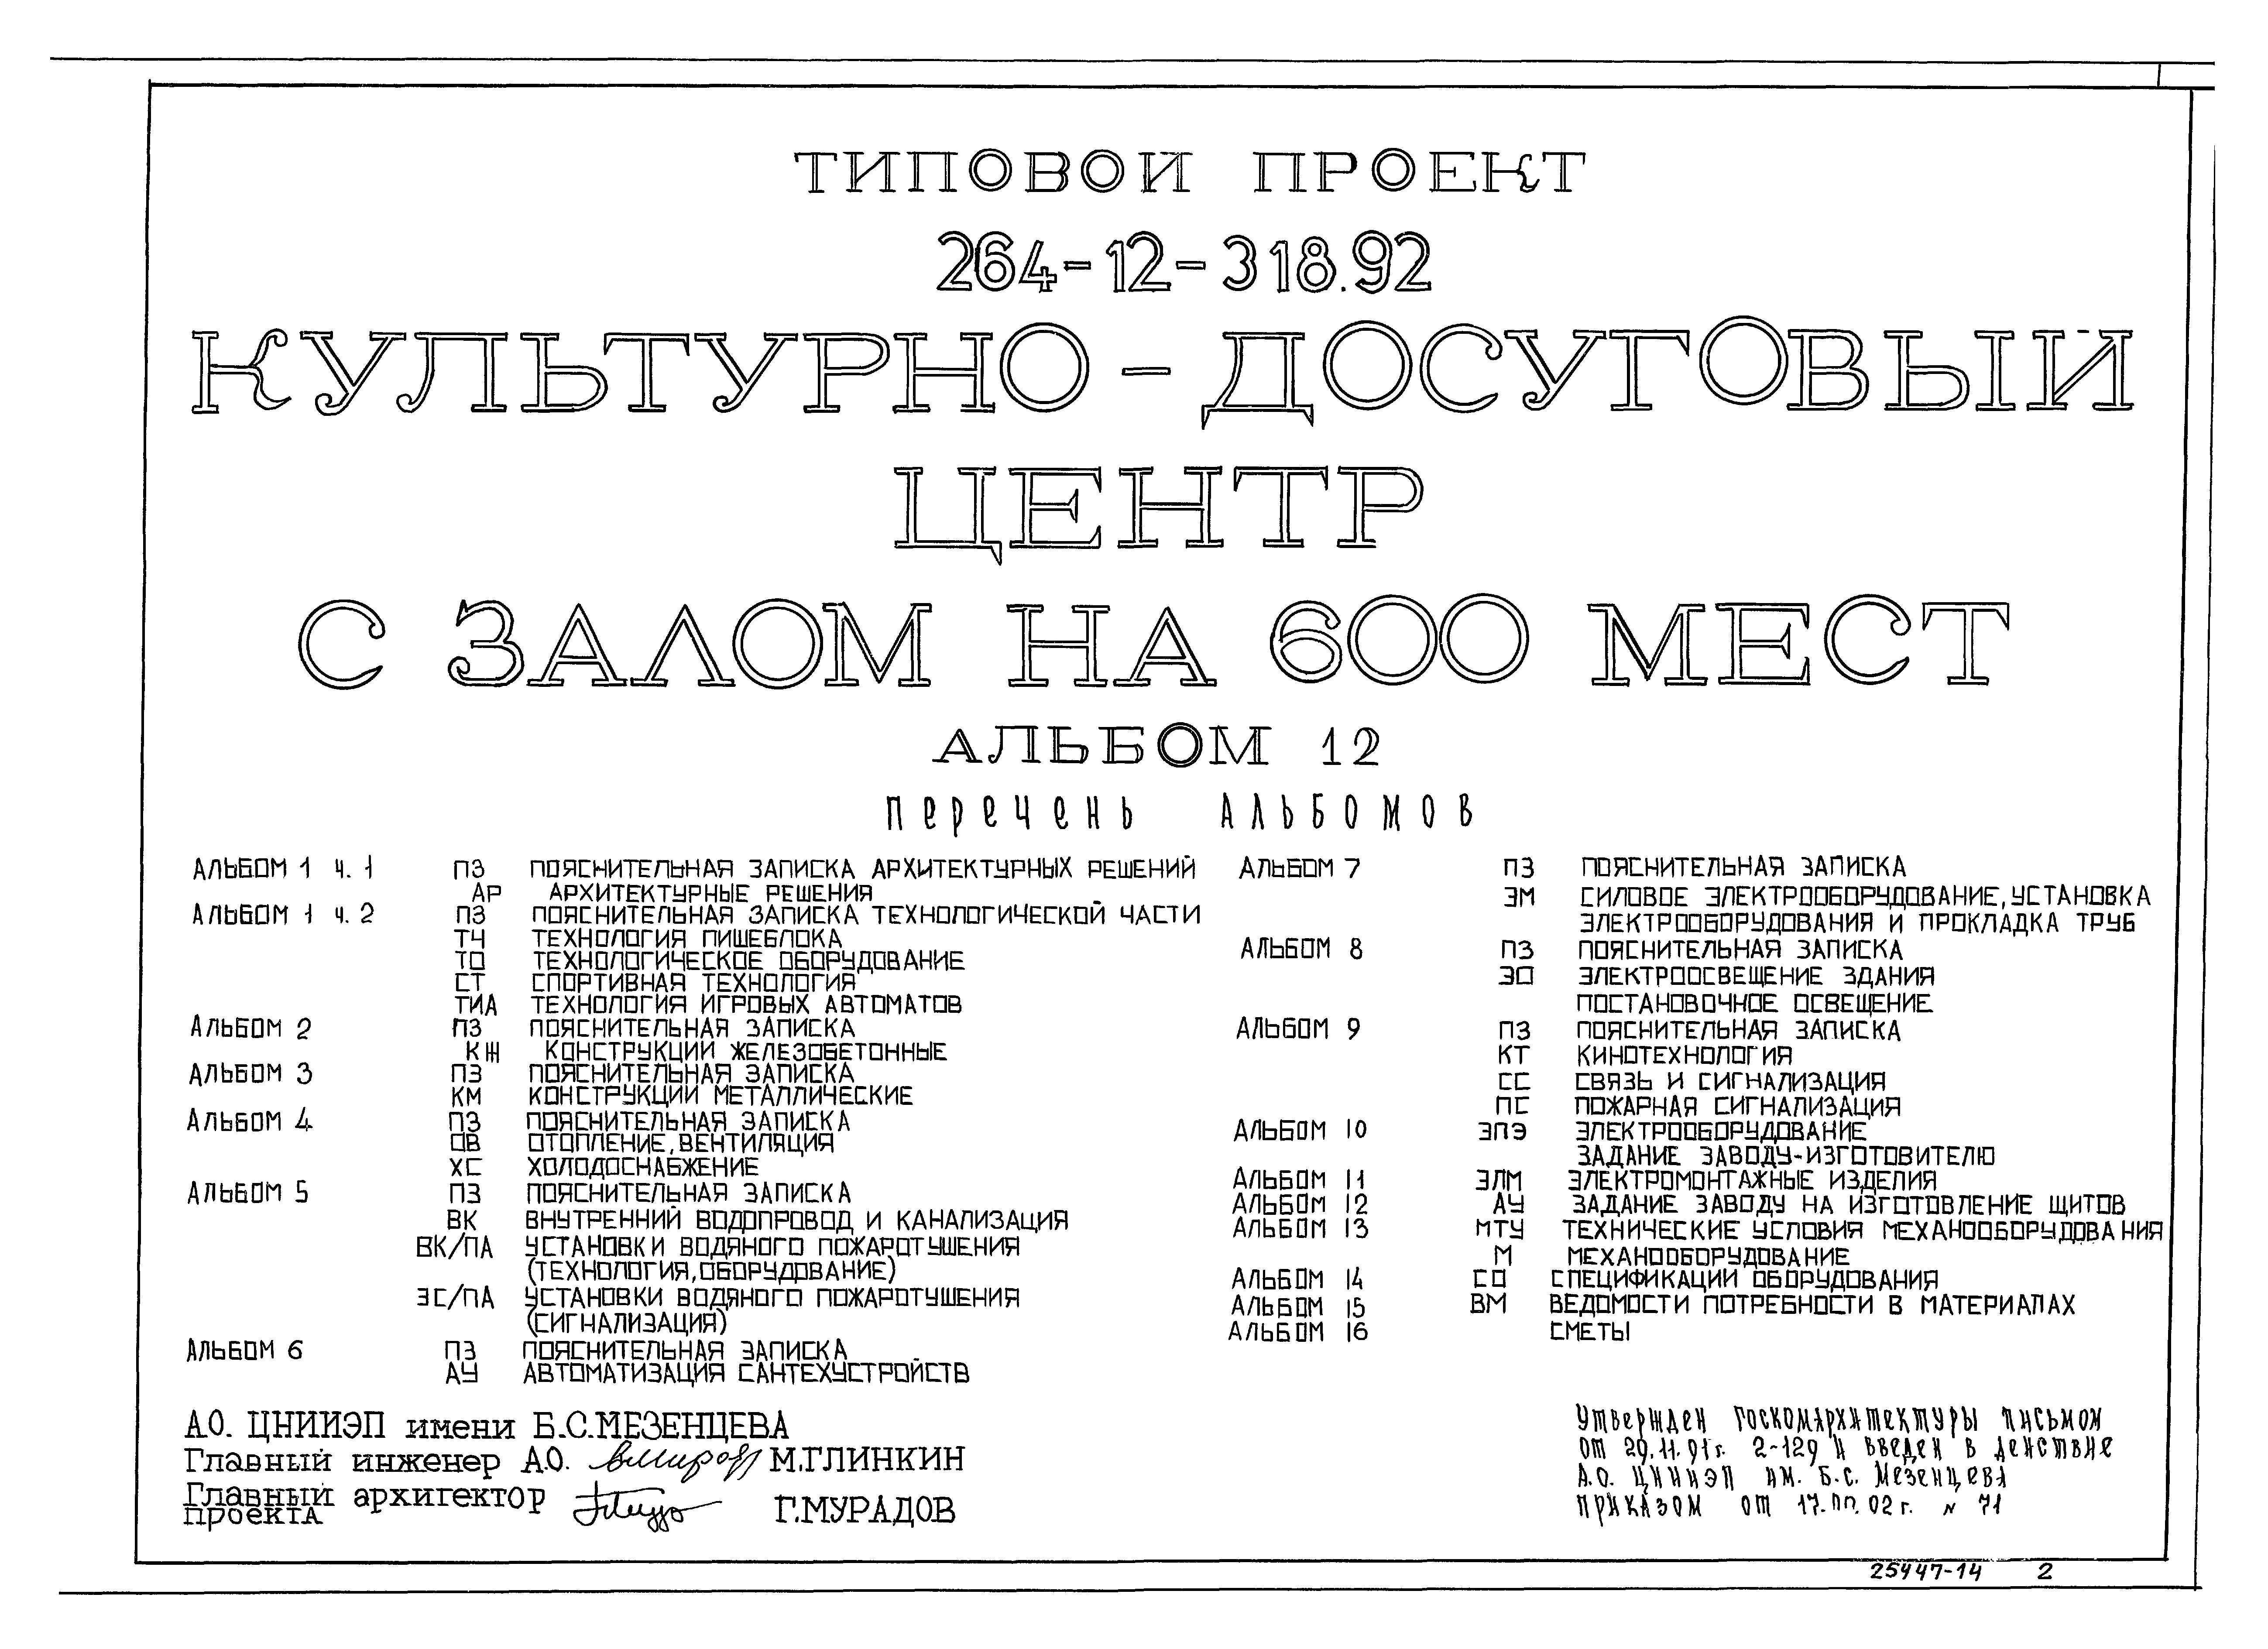 ТИПОВОЙ ПРОЕКТ
264-12-318.92
КУЛЬТУРНО - ДОСУГОВЫЙ
ЦЕНТР
С ЗАЛОМ НА 600 МЕСТ
АЛЬБОМ 12
ПЕРЕЧЕНЬ АЛЬБОМОВ
АЛЬБОМ 1 ч. 1 ПЗ ПОЯСНИТЕЛЬНАЯ ЗАПИСКА АРХИТЕКТУРНЫХ РЕШЕНИЙ
АР АРХИТЕКТУРНЫЕ РЕШЕНИЯ
АЛЬБОМ 1 ч. 2 ПЗ ПОЯСНИТЕЛЬНАЯ ЗАПИСКА ТЕХНОЛОГИЧЕСКОЙ ЧАСТИ
ТЧ ТЕХНОЛОГИЯ ПИШЕБЛОКА
ТО ТЕХНОЛОГИЧЕСКОЕ ОБОРУДОВАНИЕ
СТ СПОРТИВНАЯ ТЕХНОЛОГИЯ
ТИА ТЕХНОЛОГИЯ ИГРОВЫХ АВТОМАТОВ
АЛЬБОМ 2 ПЗ ПОЯСНИТЕЛЬНАЯ ЗАПИСКА
КЖ КОНСТРУКЦИИ ЖЕЛЕЗОБЕТОННЫЕ
АЛЬБОМ 3 ПЗ ПОЯСНИТЕЛЬНАЯ ЗАПИСКА
КМ КОНСТРУКЦИИ МЕТАЛЛИЧЕСКИЕ
АЛЬБОМ 4 ПЗ ПОЯСНИТЕЛЬНАЯ ЗАПИСКА
ОВ ОТОПЛЕНИЕ, ВЕНТИЛЯЦИЯ
ХС ХОЛОДОСНАБЖЕНИЕ
АЛЬБОМ 5 ПЗ ПОЯСНИТЕЛЬНАЯ ЗАПИСКА
ВК ВНУТРЕННИЙ ВОДОПРОВОД И КАНАЛИЗАЦИЯ
ВК/ПА УСТАНОВКИ ВОДЯНОГО ПОЖАРОТУШЕНИЯ
(ТЕХНОЛОГИЯ, ОБОРУДОВАНИЕ)
ЭС/ПА УСТАНОВКИ ВОДЯНОГО ПОЖАРОТУШЕНИЯ
(СИГНАЛИЗАЦИЯ)
АЛЬБОМ 6 ПЗ ПОЯСНИТЕЛЬНАЯ ЗАПИСКА
АУ АВТОМАТИЗАЦИЯ САНТЕХУСТРОЙСТВ
АЛЬБОМ 7 ПЗ ПОЯСНИТЕЛЬНАЯ ЗАПИСКА
ЭМ СИЛОВОЕ ЭЛЕКТРООБОРУДОВАНИЕ, УСТАНОВКА
ЭЛЕКТРООБОРУДОВАНИЯ И ПРОКЛАДКА ТРУБ
АЛЬБОМ 8 ПЗ ПОЯСНИТЕЛЬНАЯ ЗАПИСКА
ЭО ЭЛЕКТРООСВЕЩЕНИЕ ЗДАНИЯ
ПОСТАНОВОЧНОЕ ОСВЕЩЕНИЕ
АЛЬБОМ 9 ПЗ ПОЯСНИТЕЛЬНАЯ ЗАПИСКА
КТ КИНОТЕХНОЛОГИЯ
СС СВЯЗЬ И СИГНАЛИЗАЦИЯ
ПС ПОЖАРНАЯ СИГНАЛИЗАЦИЯ
АЛЬБОМ 10 ЭПЭ ЭЛЕКТРООБОРУДОВАНИЕ
ЗАДАНИЕ ЗАВОДУ-ИЗГОТОВИТЕЛЮ
АЛЬБОМ 11 ЭЛМ ЭЛЕКТРОМОНТАЖНЫЕ ИЗДЕЛИЯ
АЛЬБОМ 12 АУ ЗАДАНИЕ ЗАВОДУ НА ИЗГОТОВЛЕНИЕ ЩИТОВ
АЛЬБОМ 13 МТУ ТЕХНИЧЕСКИЕ УСЛОВИЯ МЕХАНООБОРУДОВАНИЯ
М МЕХАНООБОРУДОВАНИЕ
АЛЬБОМ 14 СО СПЕЦИФИКАЦИИ ОБОРУДОВАНИЯ
АЛЬБОМ 15 ВМ ВЕДОМОСТИ ПОТРЕБНОСТИ В МАТЕРИАЛАХ
АЛЬБОМ 16 СМЕТЫ
А.О. ЦНИИЭП имени Б.С.МЕЗЕНЦЕВА
Главный инженер А.О. М.ГЛИНКИН
Главный архитектор
проекта Г.МУРАДОВ
Утвержден Госкомархитектуры письмом
от 29.11.91г. 2-129 и введен в действие
А.О. ЦНИИЭП им. Б.С. Мезенцева
приказом от № 71
25447-14 2